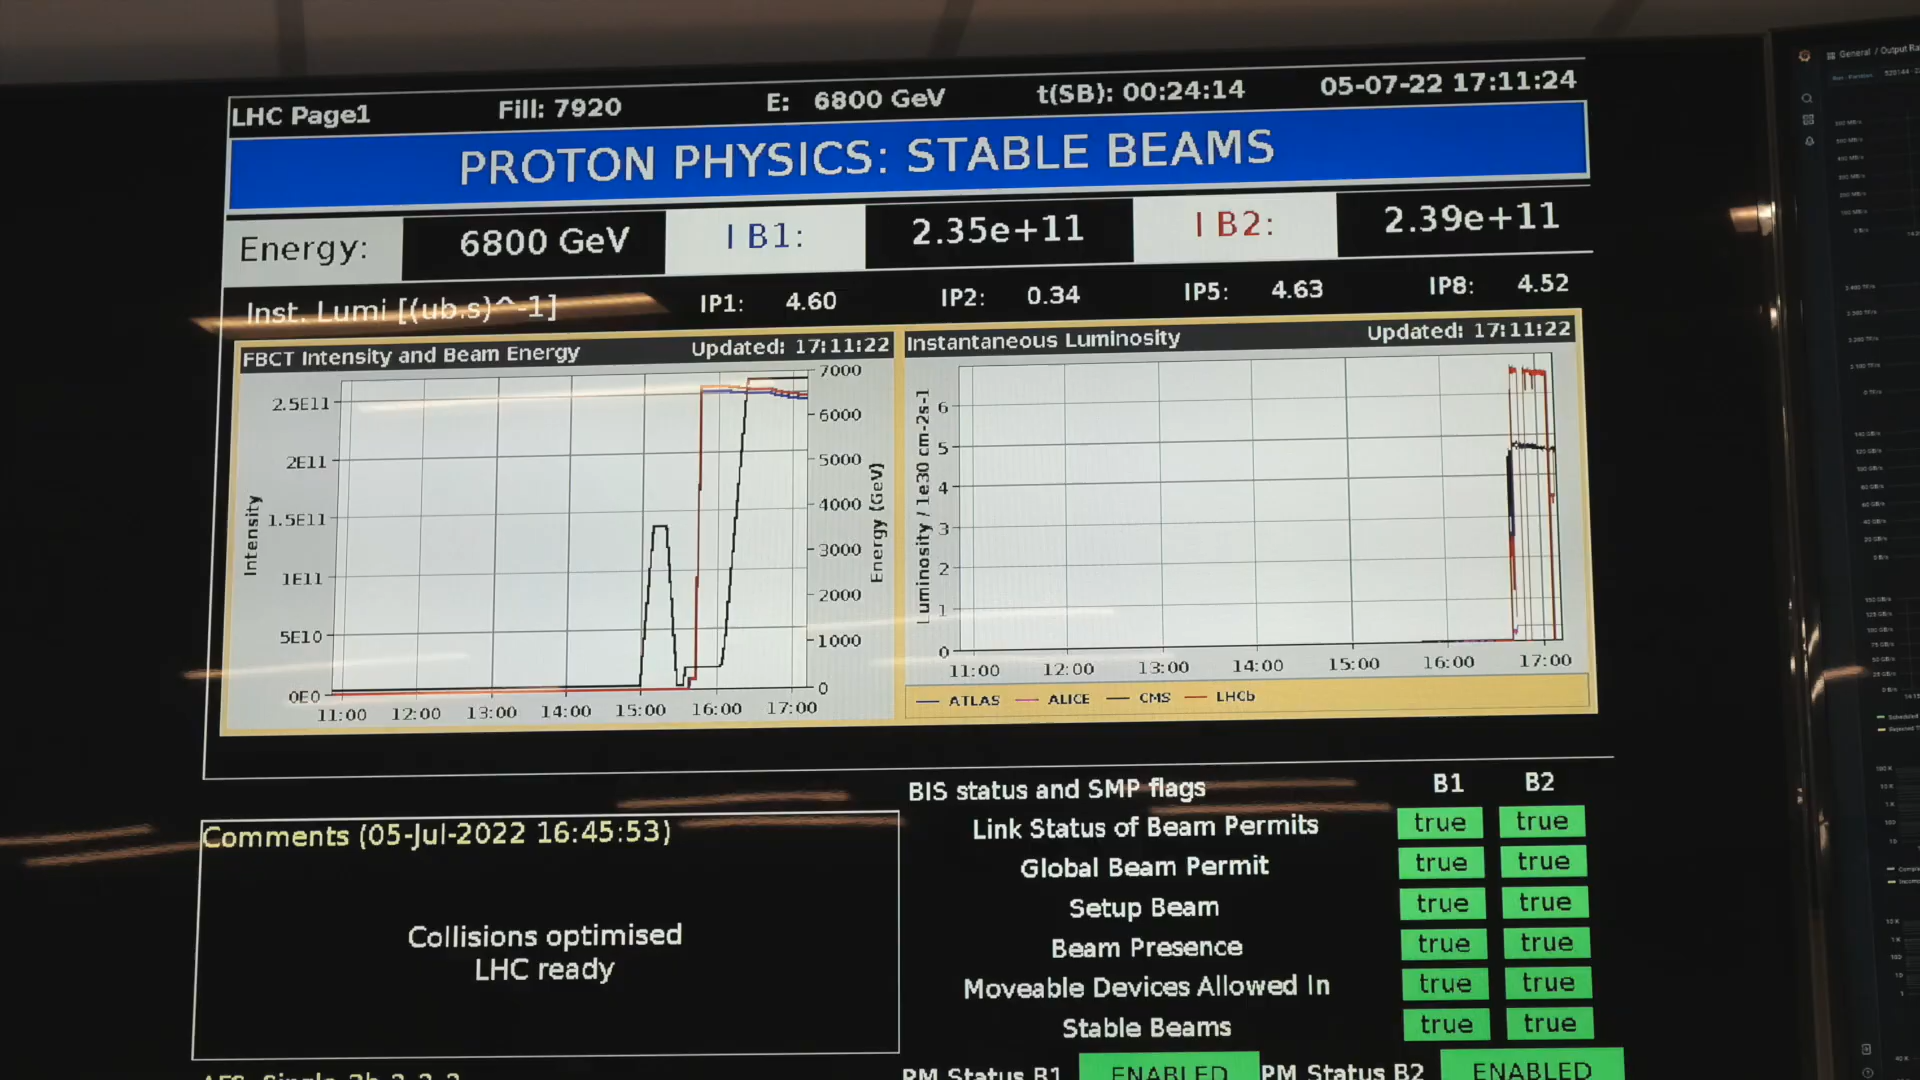 LHC Page1 Fill: 7920 E: 6800 GeV t(SB): 00:24:14 05-07-22 17:11:24
PROTON PHYSICS: STABLE BEAMS
Energy: 6800 GeV I B1: 2.35e+11 I B2: 2.39e+11
Inst. Lumi [(ub.s)^-1] IP1: 4.60 IP2: 0.34 IP5: 4.63 IP8: 4.52
FBCT Intensity and Beam Energy Updated: 17:11:22
2.5E11
2E11
1.5E11
1E11
5E10
0E0
Intensity
7000
6000
5000
4000
3000
2000
1000
0
Energy (GeV)
11:00 12:00 13:00 14:00 15:00 16:00 17:00
Instantaneous Luminosity Updated: 17:11:22
Luminosity / 1e30 cm-2s-1
6
5
4
3
2
1
0
11:00 12:00 13:00 14:00 15:00 16:00 17:00
ATLAS ALICE CMS LHCb
Comments (05-Jul-2022 16:45:53)
Collisions optimised
LHC ready
BIS status and SMP flags B1 B2
Link Status of Beam Permits true true
Global Beam Permit true true
Setup Beam true true
Beam Presence true true
Moveable Devices Allowed In true true
Stable Beams true true
PM Status B1 ENABLED PM Status B2 ENABLED
General / Output